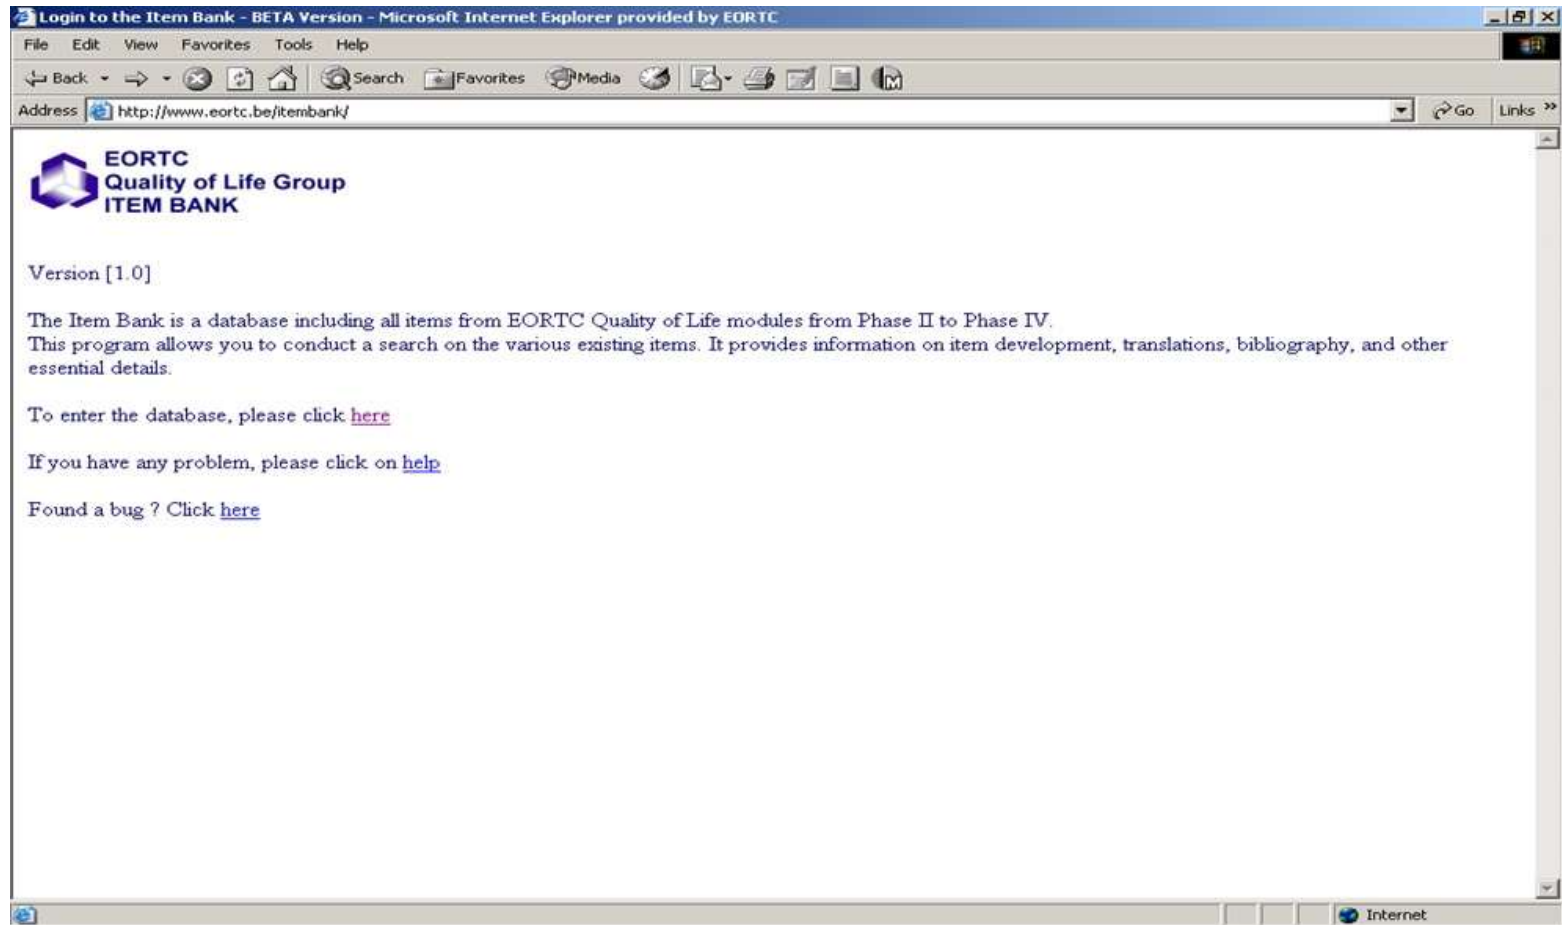 Login to the Item Bank - BETA Version - Microsoft Internet Explorer provided by EORTC
File Edit View Favorites Tools Help
Back Search Favorites Media
Address http://www.eortc.be/itembank/ Go Links »
EORTC
Quality of Life Group
ITEM BANK
Version [1.0]
The Item Bank is a database including all items from EORTC Quality of Life modules from Phase II to Phase IV.
This program allows you to conduct a search on the various existing items. It provides information on item development, translations, bibliography, and other
essential details.
To enter the database, please click here
If you have any problem, please click on help
Found a bug ? Click here
Internet